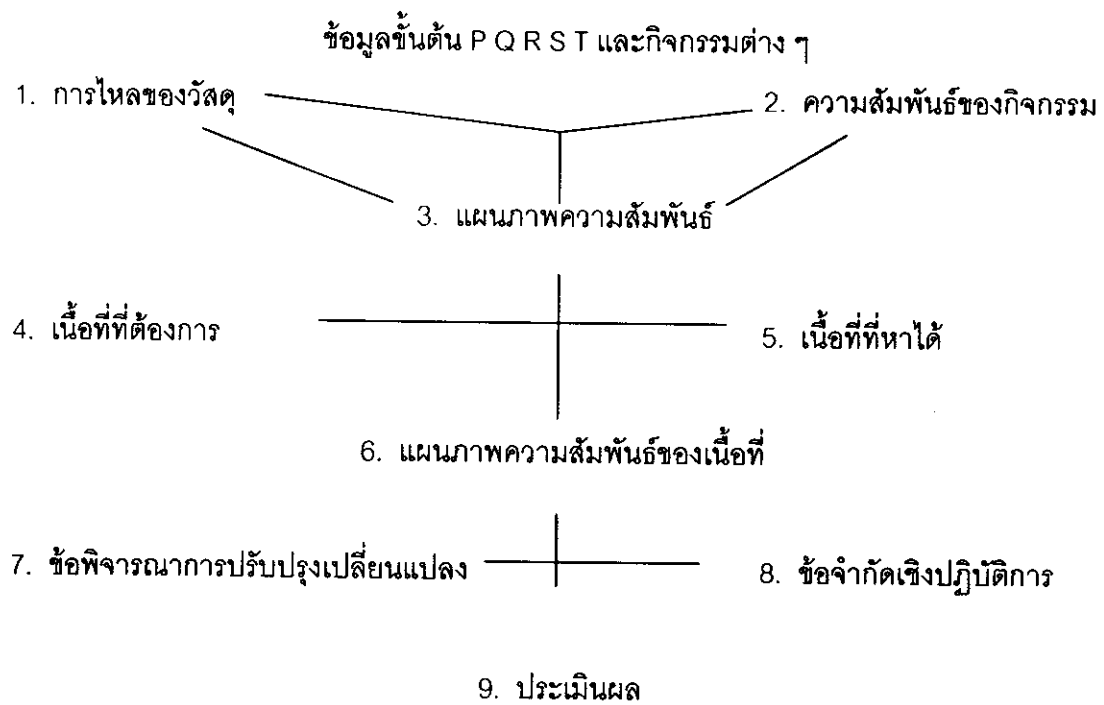 ข้อมูลขั้นต้น P Q R S T และกิจกรรมต่าง ๆ
1. การไหลของวัสดุ
2. ความสัมพันธ์ของกิจกรรม
3. แผนภาพความสัมพันธ์
4. เนื้อที่ที่ต้องการ
5. เนื้อที่ที่หาได้
6. แผนภาพความสัมพันธ์ของเนื้อที่
7. ข้อพิจารณาการปรับปรุงเปลี่ยนแปลง
8. ข้อจำกัดเชิงปฏิบัติการ
9. ประเมินผล